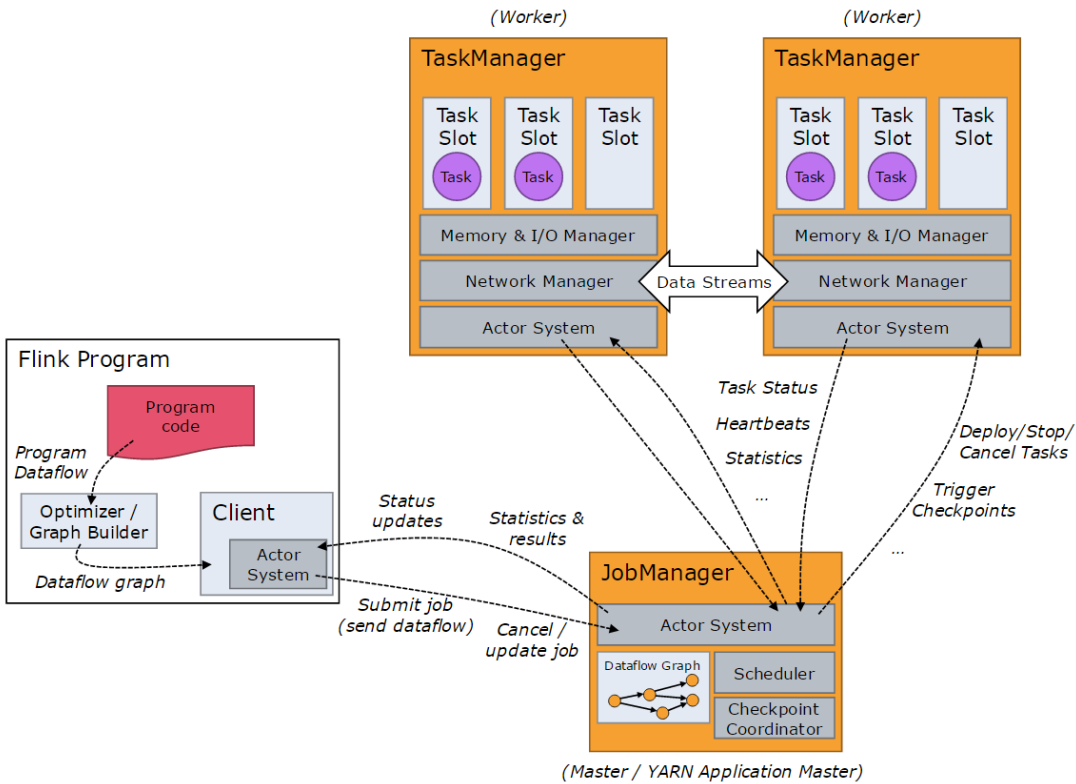 (Worker)
(Worker)
TaskManager
TaskManager
Task
Slot
Task
Task
Slot
Task
Task
Slot
Task
Slot
Task
Task
Slot
Task
Task
Slot
Memory & I/O Manager
Memory & I/O Manager
Network Manager
Data Streams
Network Manager
Actor System
Actor System
Flink Program
Program
code
Program
Dataflow
Optimizer /
Graph Builder
Dataflow graph
Client
Actor
System
Status
updates
Statistics &
results
Submit job
(send dataflow)
Cancel /
update job
Task Status
Heartbeats
Statistics
...
Deploy/Stop/
Cancel Tasks
Trigger
Checkpoints
...
JobManager
Actor System
Dataflow Graph
Scheduler
Checkpoint
Coordinator
(Master / YARN Application Master)